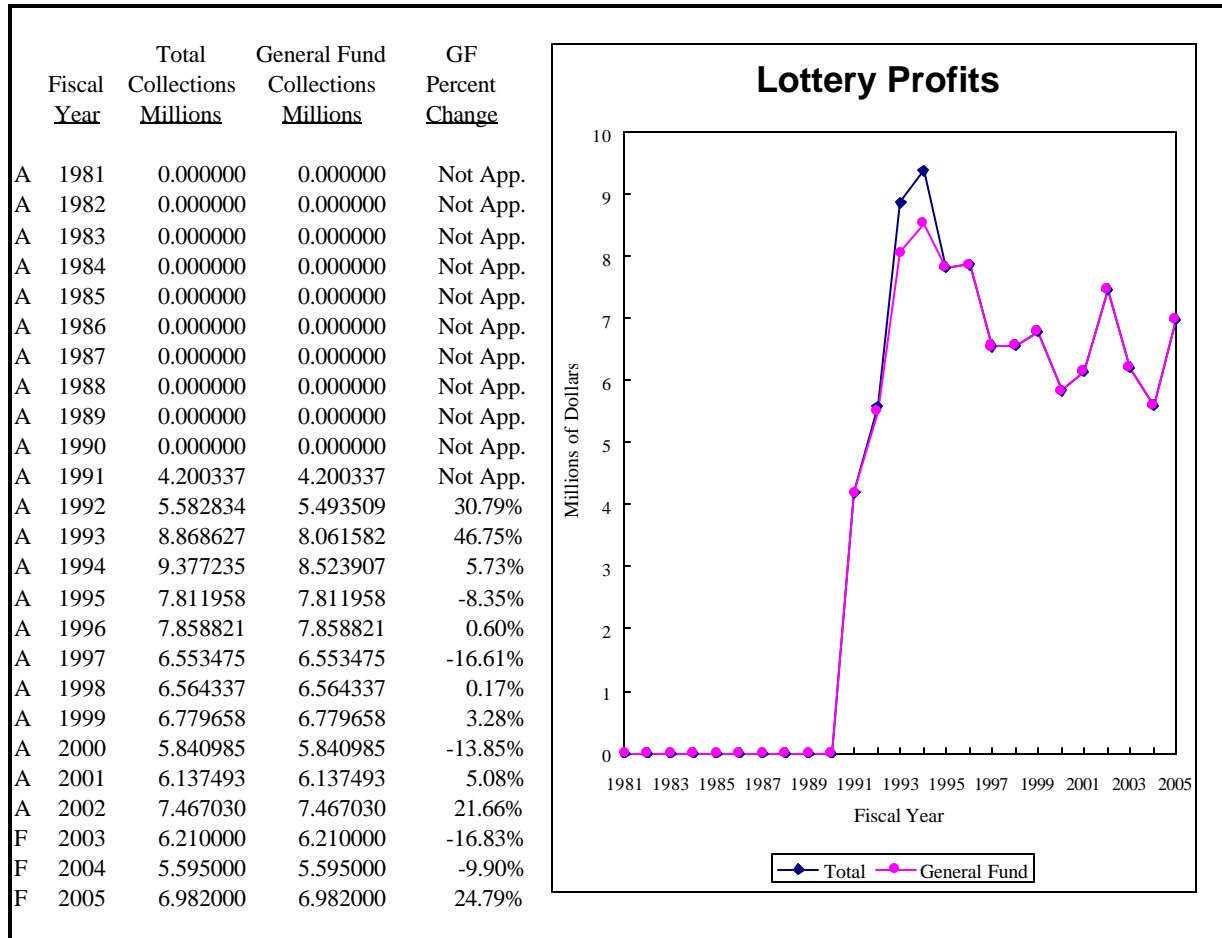 Total General Fund GF
Fiscal Collections Collections Percent
Year Millions Millions Change
A 1981 0.000000 0.000000 Not App.
A 1982 0.000000 0.000000 Not App.
A 1983 0.000000 0.000000 Not App.
A 1984 0.000000 0.000000 Not App.
A 1985 0.000000 0.000000 Not App.
A 1986 0.000000 0.000000 Not App.
A 1987 0.000000 0.000000 Not App.
A 1988 0.000000 0.000000 Not App.
A 1989 0.000000 0.000000 Not App.
A 1990 0.000000 0.000000 Not App.
A 1991 4.200337 4.200337 Not App.
A 1992 5.582834 5.493509 30.79%
A 1993 8.868627 8.061582 46.75%
A 1994 9.377235 8.523907 5.73%
A 1995 7.811958 7.811958 -8.35%
A 1996 7.858821 7.858821 0.60%
A 1997 6.553475 6.553475 -16.61%
A 1998 6.564337 6.564337 0.17%
A 1999 6.779658 6.779658 3.28%
A 2000 5.840985 5.840985 -13.85%
A 2001 6.137493 6.137493 5.08%
A 2002 7.467030 7.467030 21.66%
F 2003 6.210000 6.210000 -16.83%
F 2004 5.595000 5.595000 -9.90%
F 2005 6.982000 6.982000 24.79%
Lottery Profits
10
9
8
7
6
5
4
3
2
1
0
Millions of Dollars
1981 1983 1985 1987 1989 1991 1993 1995 1997 1999 2001 2003 2005
Fiscal Year
Total General Fund